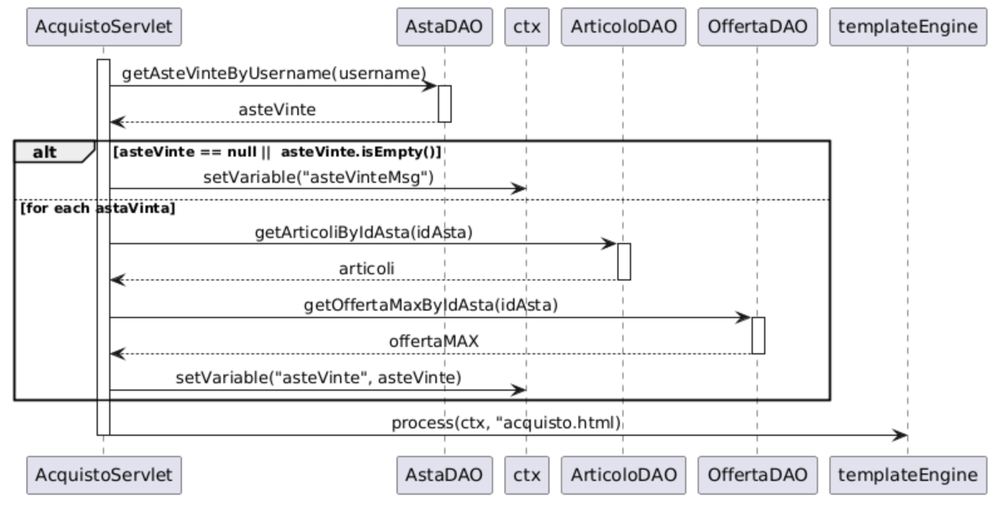 AcquistoServlet AstaDAO ctx ArticoloDAO OffertaDAO templateEngine
getAsteVinteByUsername(username)
asteVinte
alt [asteVinte == null || asteVinte.isEmpty()]
setVariable("asteVinteMsg")
[for each astaVinta]
getArticoliByIdAsta(idAsta)
articoli
getOffertaMaxByIdAsta(idAsta)
offertaMAX
setVariable("asteVinte", asteVinte)
process(ctx, "acquisto.html)
AcquistoServlet AstaDAO ctx ArticoloDAO OffertaDAO templateEngine